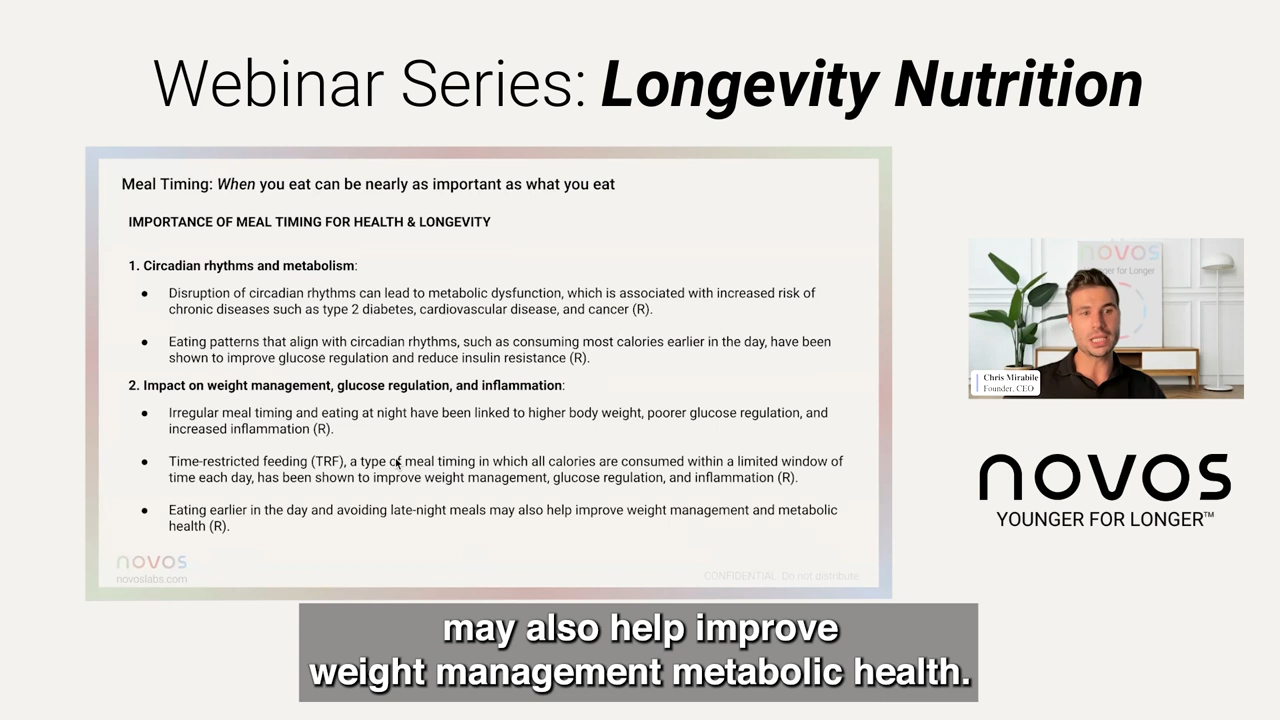 Webinar Series: Longevity Nutrition
Meal Timing: When you eat can be nearly as important as what you eat
IMPORTANCE OF MEAL TIMING FOR HEALTH & LONGEVITY
1. Circadian rhythms and metabolism:
● Disruption of circadian rhythms can lead to metabolic dysfunction, which is associated with increased risk of
chronic diseases such as type 2 diabetes, cardiovascular disease, and cancer (R).
● Eating patterns that align with circadian rhythms, such as consuming most calories earlier in the day, have been
shown to improve glucose regulation and reduce insulin resistance (R).
2. Impact on weight management, glucose regulation, and inflammation:
● Irregular meal timing and eating at night have been linked to higher body weight, poorer glucose regulation, and
increased inflammation (R).
● Time-restricted feeding (TRF), a type of meal timing in which all calories are consumed within a limited window of
time each day, has been shown to improve weight management, glucose regulation, and inflammation (R).
● Eating earlier in the day and avoiding late-night meals may also help improve weight management and metabolic
health (R).
novos
novoslabs.com
CONFIDENTIAL. Do not distribute
novos
for Longer
Chris Mirabile
Founder, CEO
novos
YOUNGER FOR LONGER™
may also help improve
weight management metabolic health.